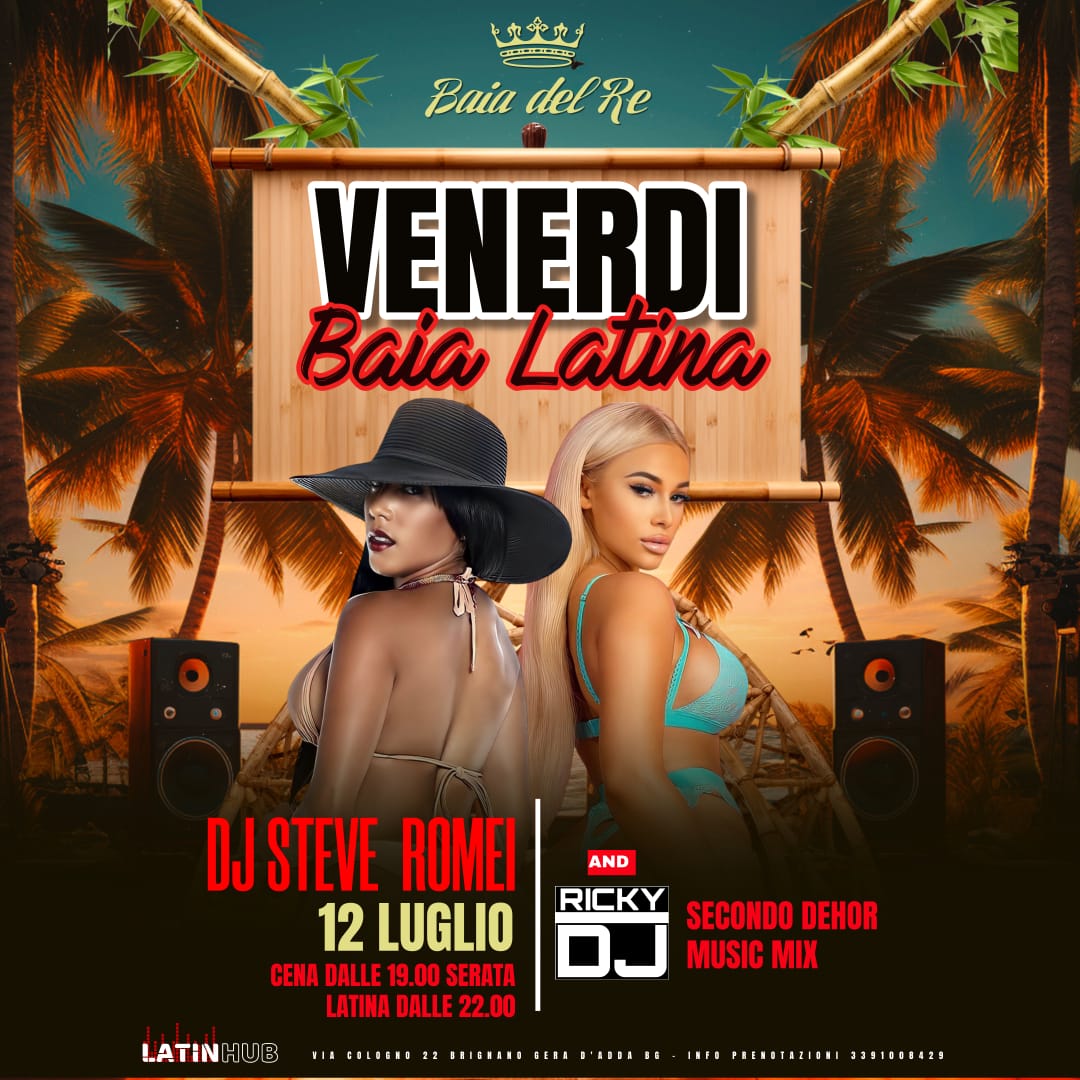 Baia del Re
VENERDI
Baia Latina
DJ STEVE ROMEI
12 LUGLIO
CENA DALLE 19.00 SERATA
LATINA DALLE 22.00
AND
RICKY
DJ
SECONDO DEHOR
MUSIC MIX
LATINHUB
VIA COLOGNO 22 BRIGNANO GERA D'ADDA BG - INFO PRENOTAZIONI 3391008429